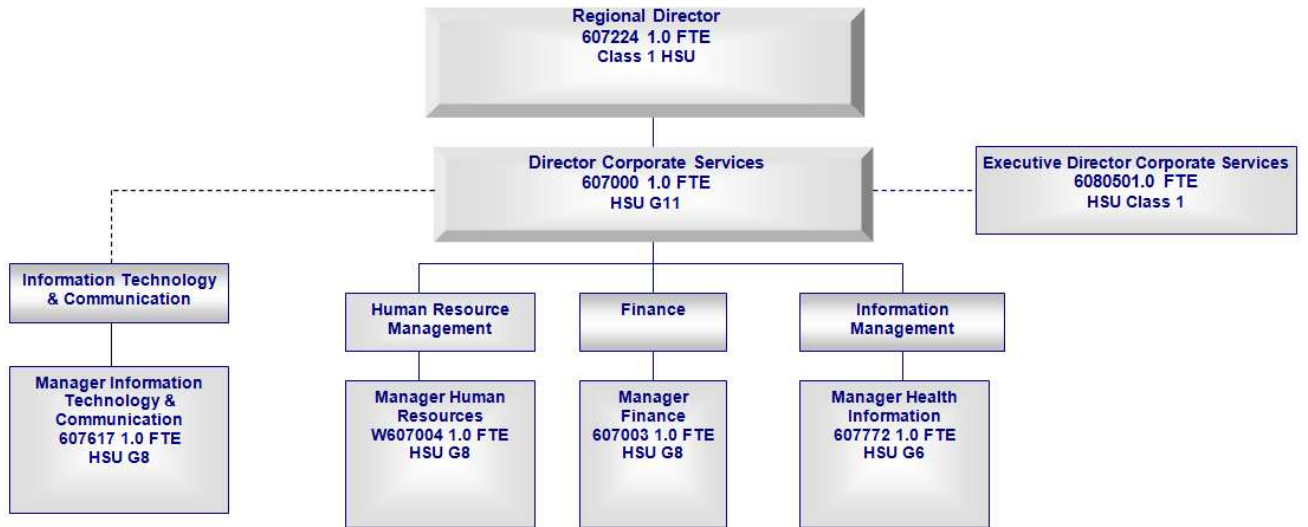 Regional Director
607224 1.0 FTE
Class 1 HSU
Director Corporate Services
607000 1.0 FTE
HSU G11
Executive Director Corporate Services
6080501.0 FTE
HSU Class 1
Information Technology
& Communication
Human Resource
Management
Finance
Information
Management
Manager Information
Technology &
Communication
607617 1.0 FTE
HSU G8
Manager Human
Resources
W607004 1.0 FTE
HSU G8
Manager
Finance
607003 1.0 FTE
HSU G8
Manager Health
Information
607772 1.0 FTE
HSU G6